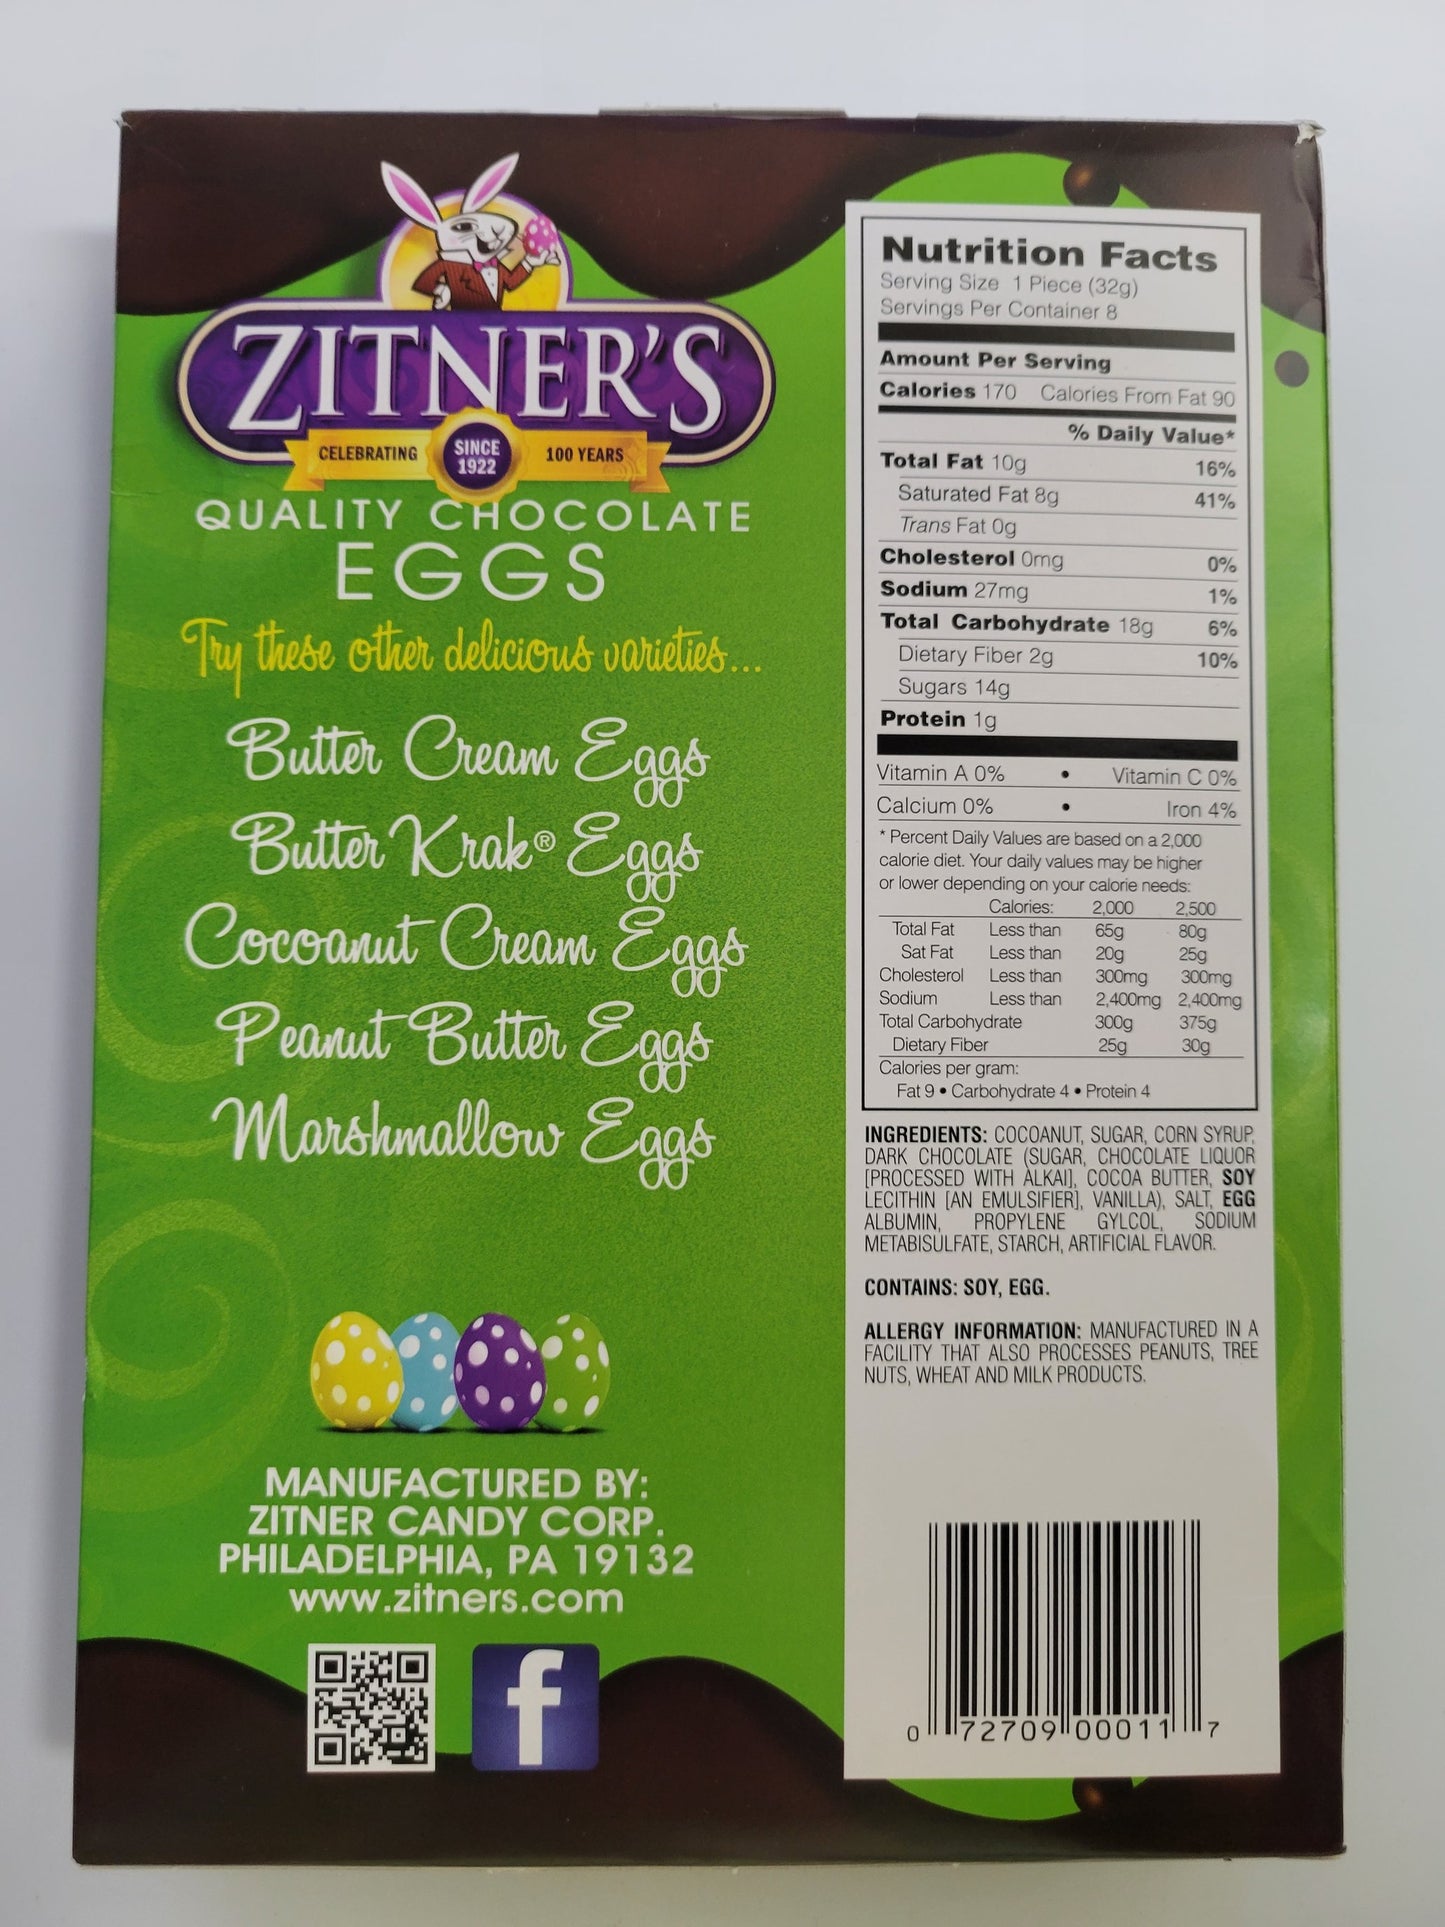 ZITNER'S
CELEBRATING
SINCE
1922
100 YEARS
QUALITY CHOCOLATE
EGGS
Try these other delicious varieties...
Butter Cream Eggs
Butter Krak® Eggs
Cocoanut Cream Eggs
Peanut Butter Eggs
Marshmallow Eggs
MANUFACTURED BY:
ZITNER CANDY CORP.
PHILADELPHIA, PA 19132
www.zitners.com
f
Nutrition Facts
Serving Size 1 Piece (32g)
Servings Per Container 8
Amount Per Serving
Calories 170 Calories From Fat 90
% Daily Value*
Total Fat 10g 16%
Saturated Fat 8g 41%
Trans Fat 0g
Cholesterol 0mg 0%
Sodium 27mg 1%
Total Carbohydrate 18g 6%
Dietary Fiber 2g 10%
Sugars 14g
Protein 1g
Vitamin A 0% • Vitamin C 0%
Calcium 0% • Iron 4%
* Percent Daily Values are based on a 2,000
calorie diet. Your daily values may be higher
or lower depending on your calorie needs:
Calories: 2,000 2,500
Total Fat Less than 65g 80g
Sat Fat Less than 20g 25g
Cholesterol Less than 300mg 300mg
Sodium Less than 2,400mg 2,400mg
Total Carbohydrate 300g 375g
Dietary Fiber 25g 30g
Calories per gram:
Fat 9 • Carbohydrate 4 • Protein 4
INGREDIENTS: COCOANUT, SUGAR, CORN SYRUP,
DARK CHOCOLATE (SUGAR, CHOCOLATE LIQUOR
[PROCESSED WITH ALKAI], COCOA BUTTER, SOY
LECITHIN [AN EMULSIFIER], VANILLA), SALT, EGG
ALBUMIN, PROPYLENE GYLCOL, SODIUM
METABISULFATE, STARCH, ARTIFICIAL FLAVOR.
CONTAINS: SOY, EGG.
ALLERGY INFORMATION: MANUFACTURED IN A
FACILITY THAT ALSO PROCESSES PEANUTS, TREE
NUTS, WHEAT AND MILK PRODUCTS.
0 72709 00011 7